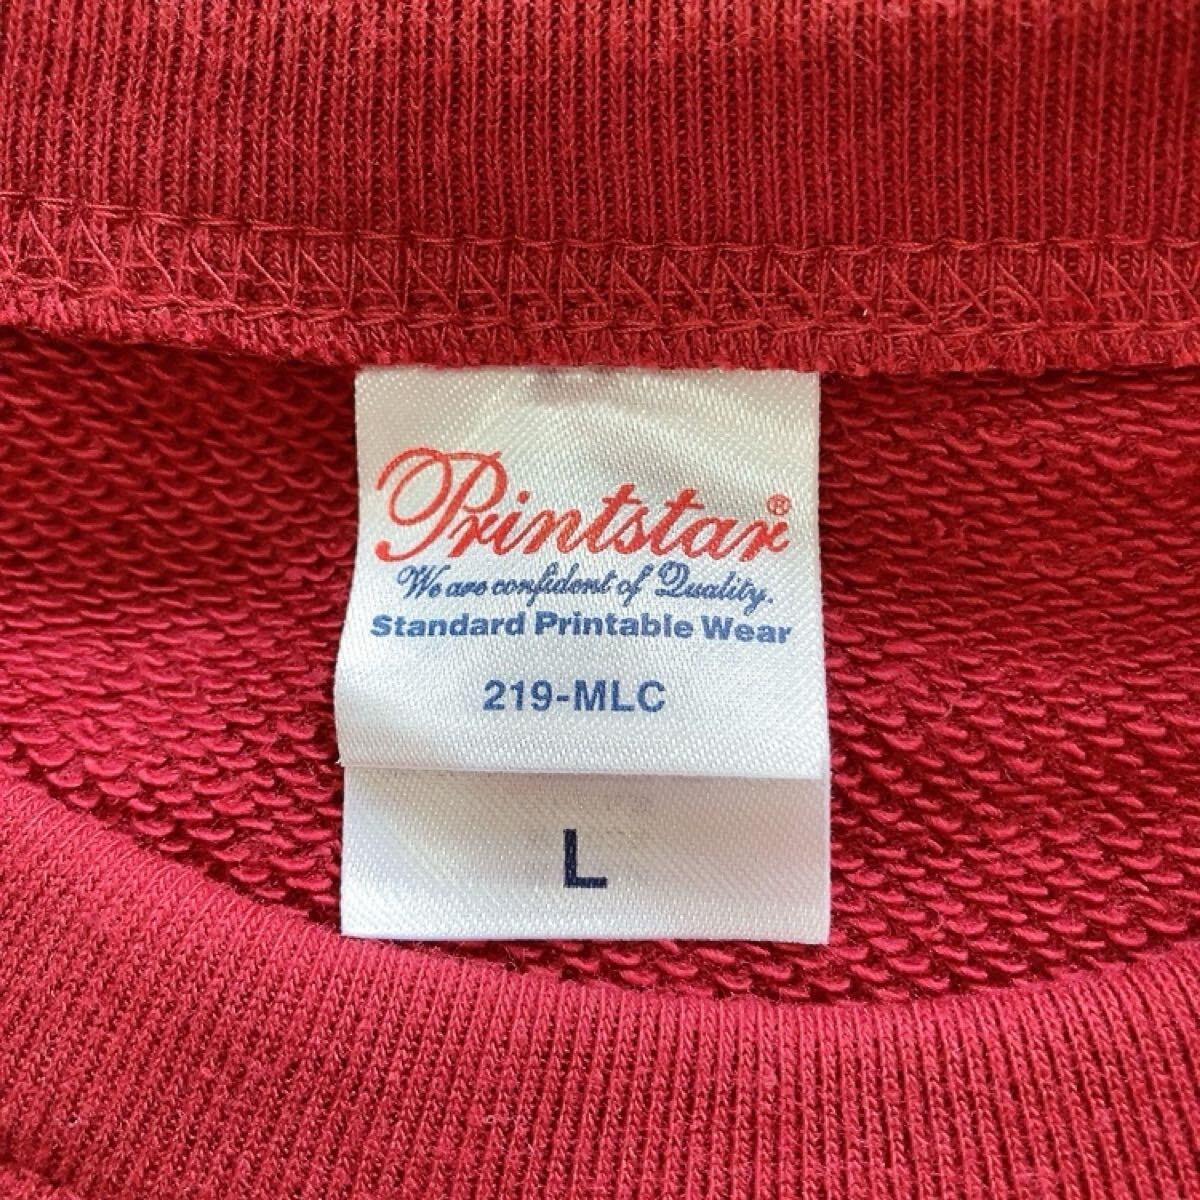 Printstar®
We are confident of Quality.
Standard Printable Wear
219-MLC
L